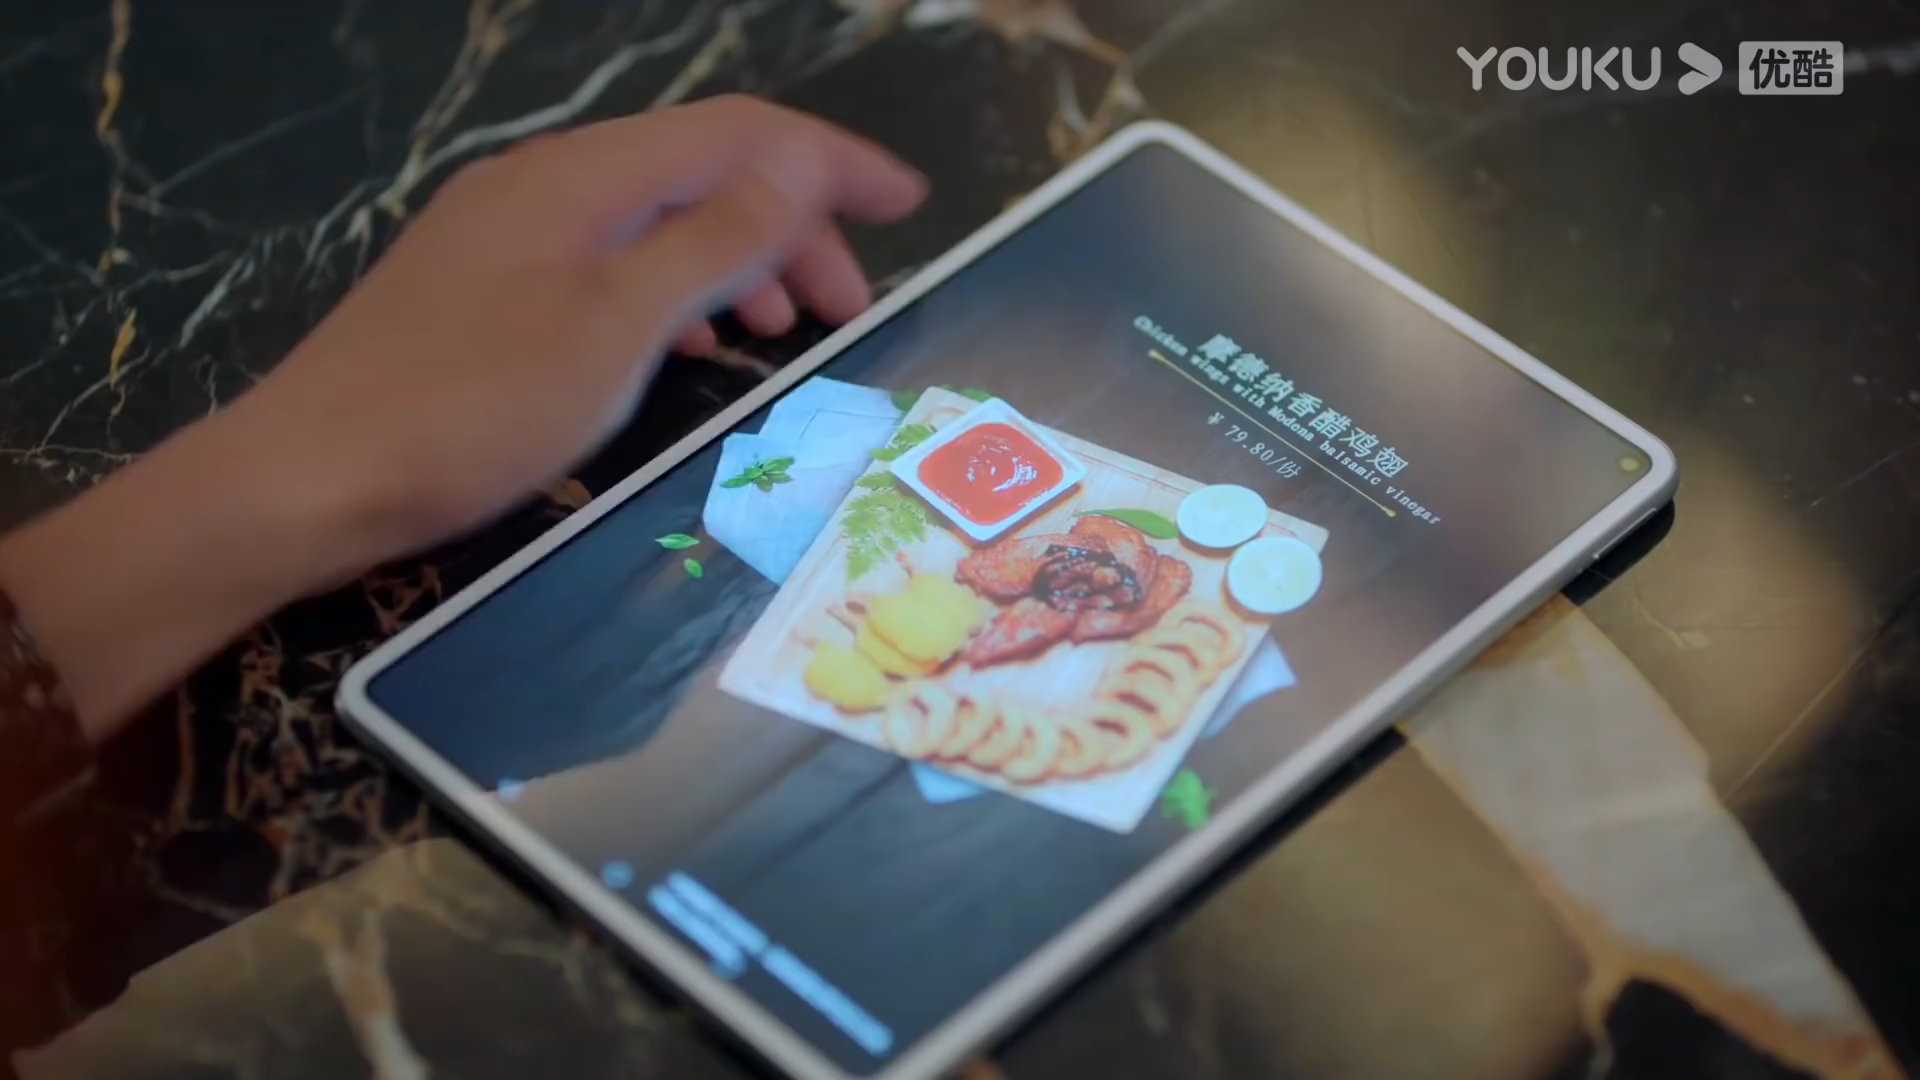 YOUKU 优酷
摩德纳香醋鸡翅
Chicken wings with Modena balsamic vinegar
¥ 79.80/份